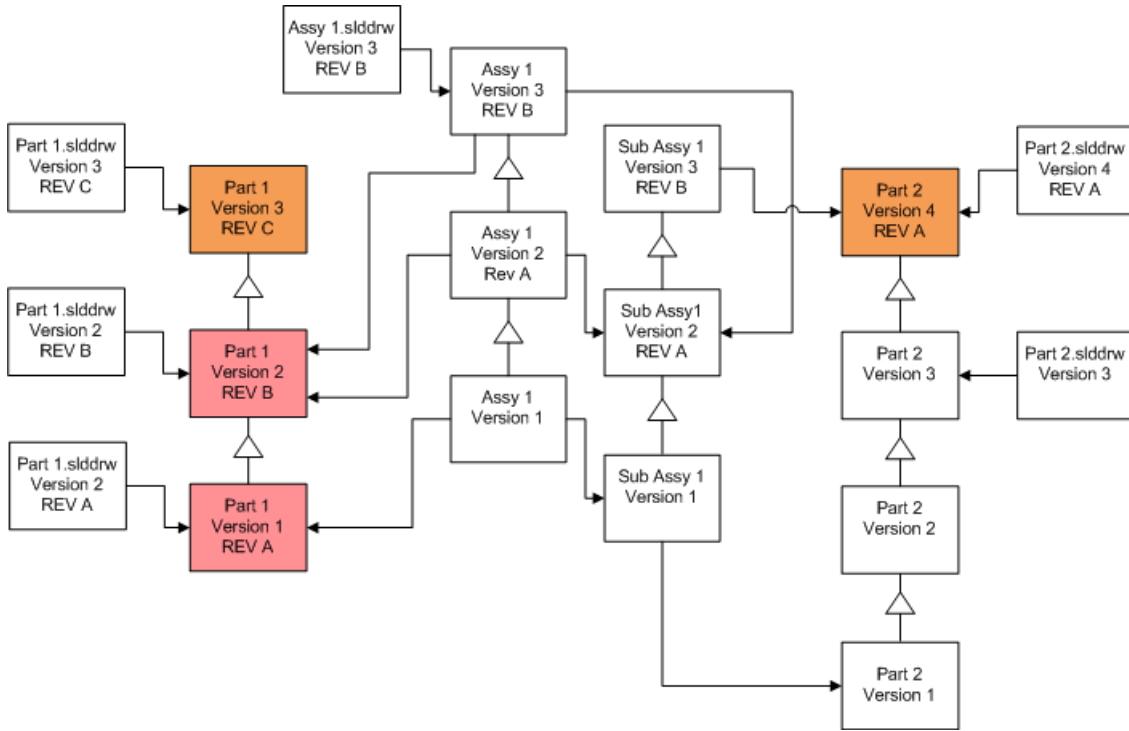 Assy 1.slddrw
Version 3
REV B
Assy 1
Version 3
REV B
Part 1.slddrw
Version 3
REV C
Part 1
Version 3
REV C
Sub Assy 1
Version 3
REV B
Part 2
Version 4
REV A
Part 2.slddrw
Version 4
REV A
Assy 1
Version 2
Rev A
Part 1.slddrw
Version 2
REV B
Part 1
Version 2
REV B
Sub Assy1
Version 2
REV A
Part 2
Version 3
Part 2.slddrw
Version 3
Assy 1
Version 1
Part 1.slddrw
Version 2
REV A
Part 1
Version 1
REV A
Sub Assy 1
Version 1
Part 2
Version 2
Part 2
Version 1